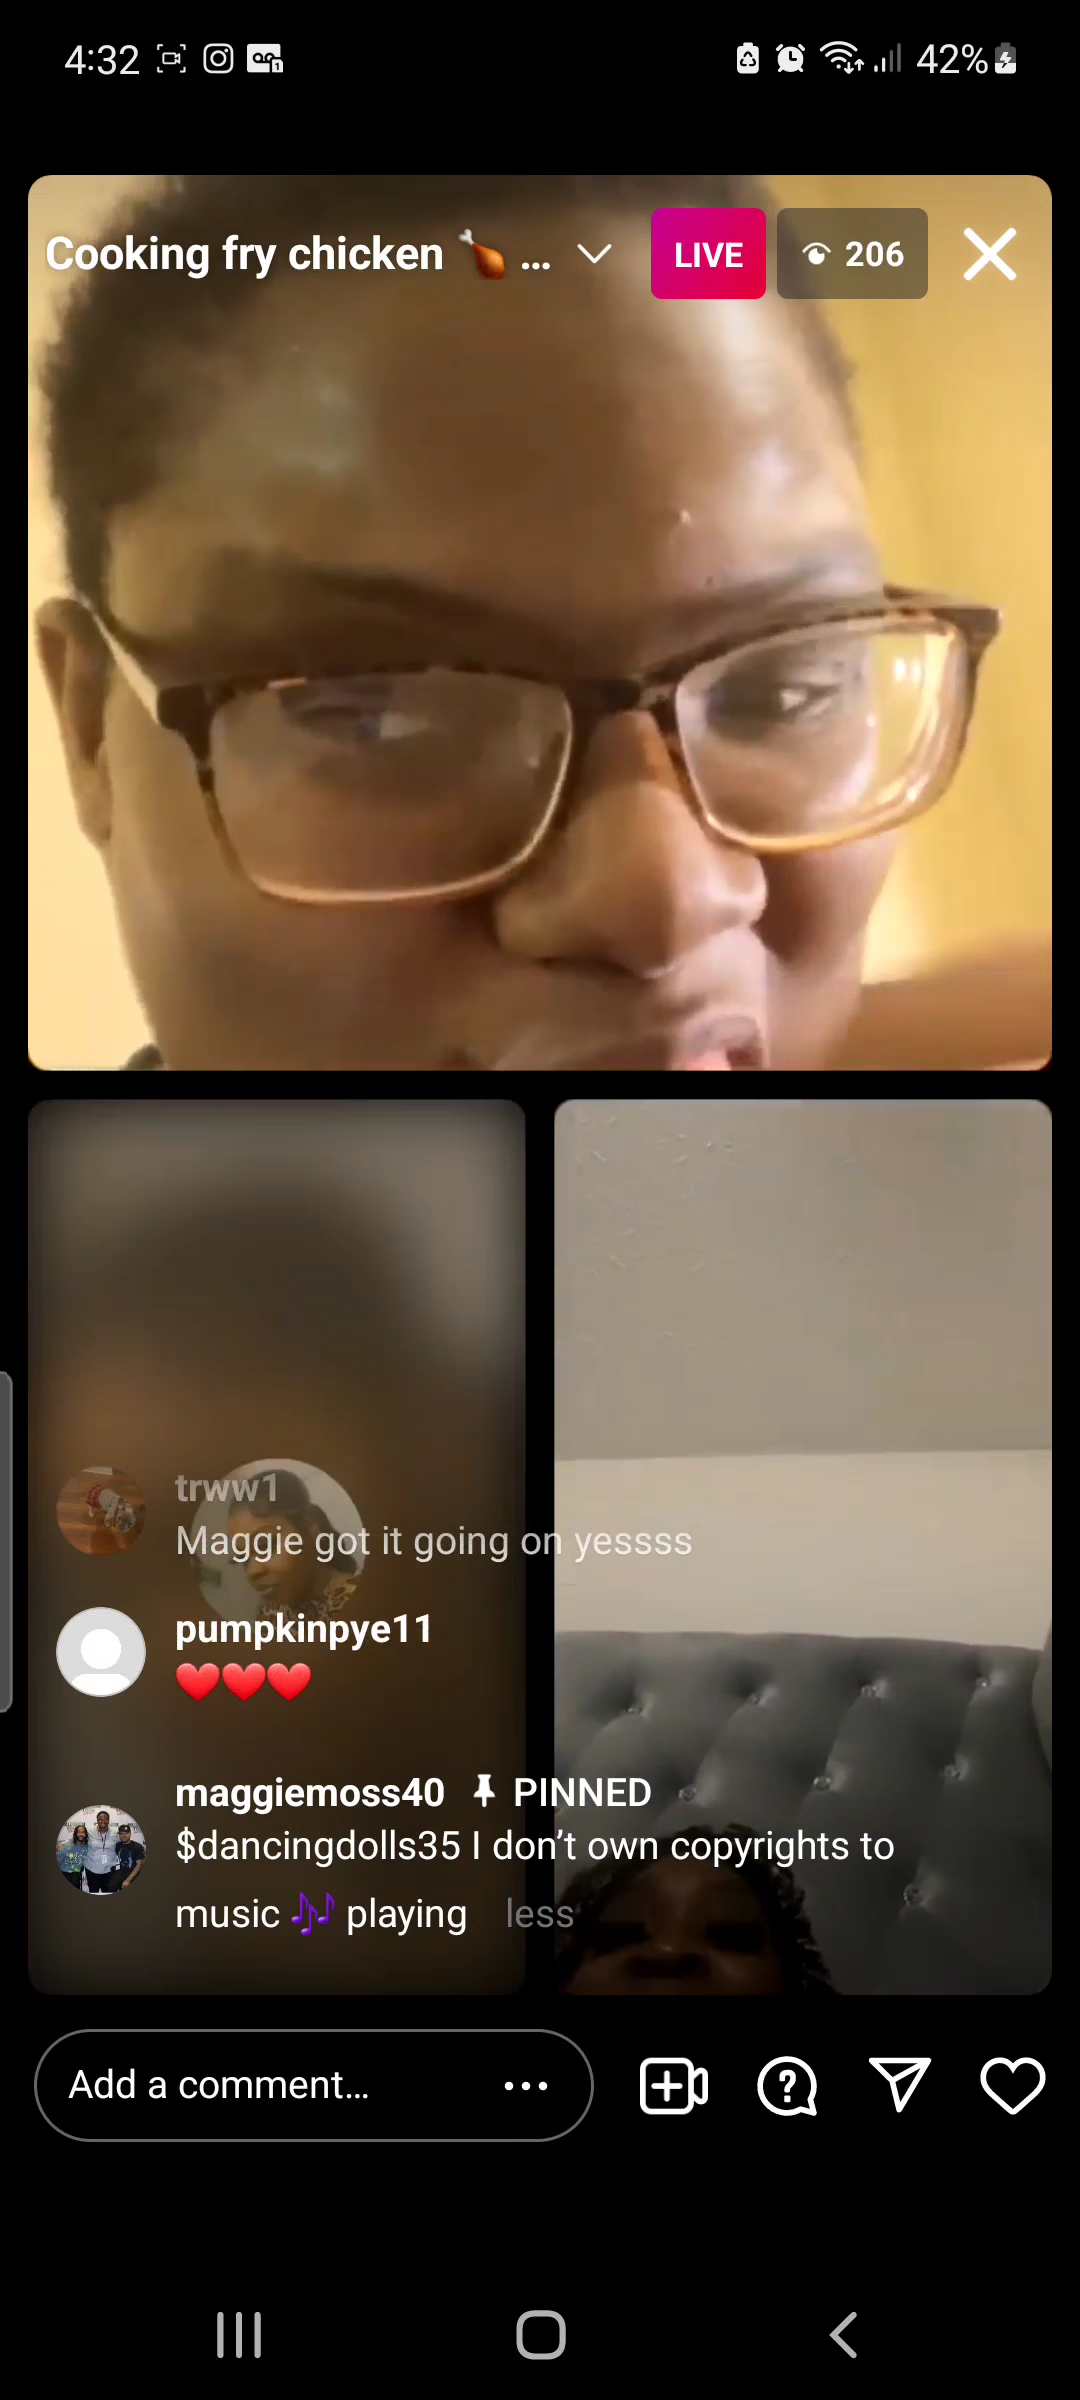 4:32
42%
Cooking fry chicken 🍗 ...
LIVE
206
trww1
Maggie got it going on yessss
pumpkinpye11
❤️❤️❤️
maggiemoss40 📌 PINNED
$dancingdolls35 I don’t own copyrights to
music 🎶 playing less
Add a comment...